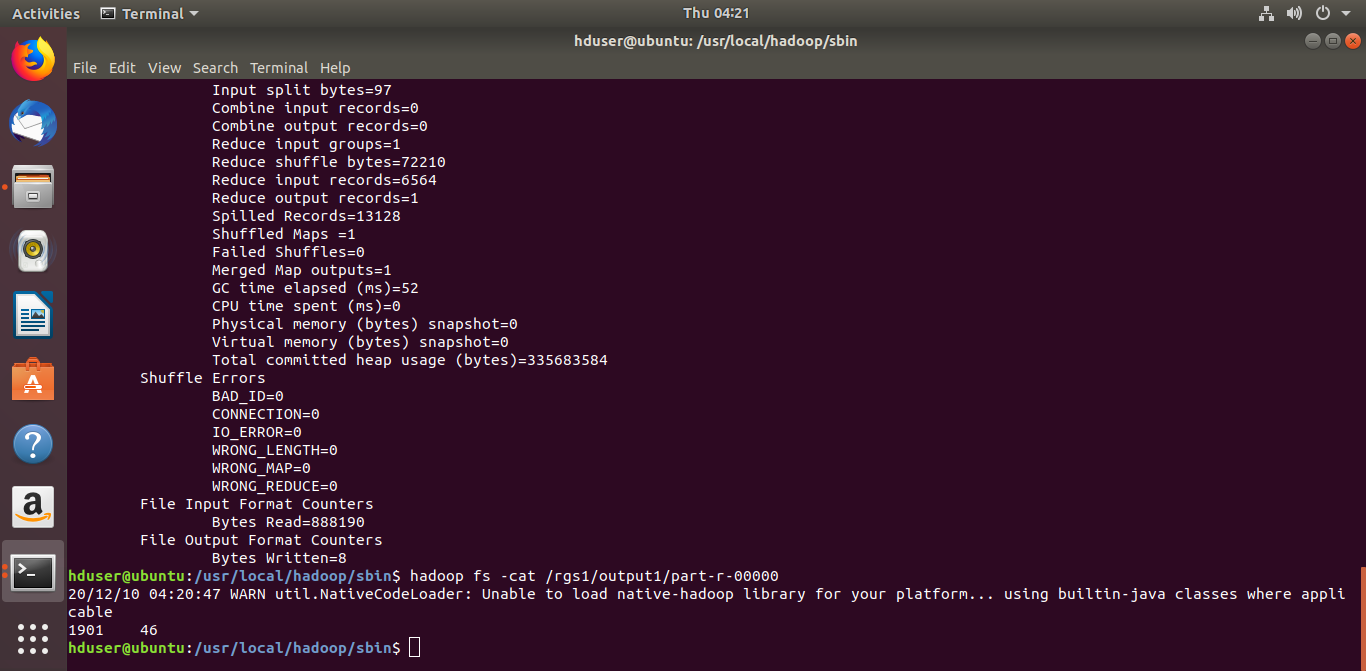 Activities Terminal Thu 04:21
hduser@ubuntu: /usr/local/hadoop/sbin
File Edit View Search Terminal Help
Input split bytes=97
Combine input records=0
Combine output records=0
Reduce input groups=1
Reduce shuffle bytes=72210
Reduce input records=6564
Reduce output records=1
Spilled Records=13128
Shuffled Maps =1
Failed Shuffles=0
Merged Map outputs=1
GC time elapsed (ms)=52
CPU time spent (ms)=0
Physical memory (bytes) snapshot=0
Virtual memory (bytes) snapshot=0
Total committed heap usage (bytes)=335683584
Shuffle Errors
BAD_ID=0
CONNECTION=0
IO_ERROR=0
WRONG_LENGTH=0
WRONG_MAP=0
WRONG_REDUCE=0
File Input Format Counters
Bytes Read=888190
File Output Format Counters
Bytes Written=8
hduser@ubuntu:/usr/local/hadoop/sbin$ hadoop fs -cat /rgs1/output1/part-r-00000
20/12/10 04:20:47 WARN util.NativeCodeLoader: Unable to load native-hadoop library for your platform... using builtin-java classes where appli
cable
1901 46
hduser@ubuntu:/usr/local/hadoop/sbin$